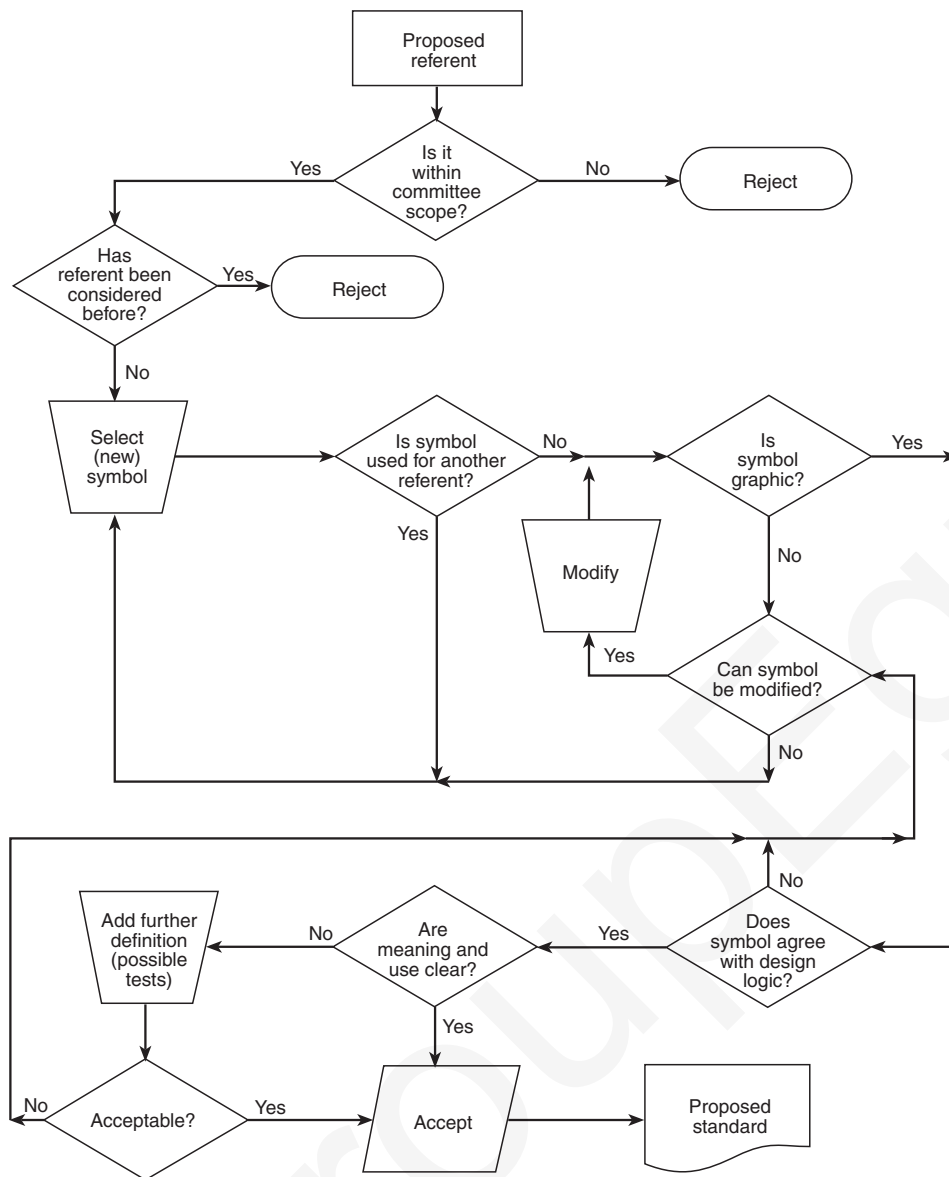 Proposed
referent
Is it
within
committee
scope?
Yes
No
Reject
Has
referent been
considered
before?
Yes
Reject
No
Select
(new)
symbol
Is symbol
used for another
referent?
No
Yes
Is
symbol
graphic?
Yes
No
Modify
Yes
Can symbol
be modified?
No
No
Does
symbol agree
with design
logic?
Yes
Are
meaning and
use clear?
No
Yes
Add further
definition
(possible
tests)
Acceptable?
No
Yes
Accept
Proposed
standard
roupEg